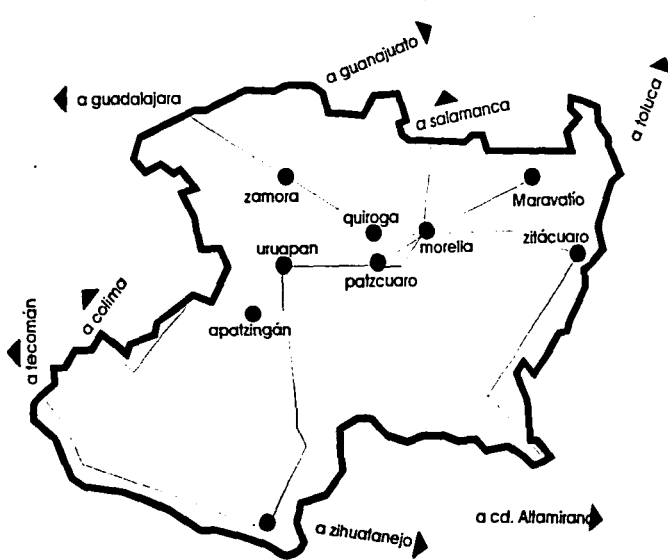 a guanajuato
a toluca
a guadalajara
a salamanca
zamora
Maravatío
quiroga
uruapan
morelia
zitácuaro
patzcuaro
a colima
apatzingán
a tecomán
a zihuatanejo
a cd. Altamirano